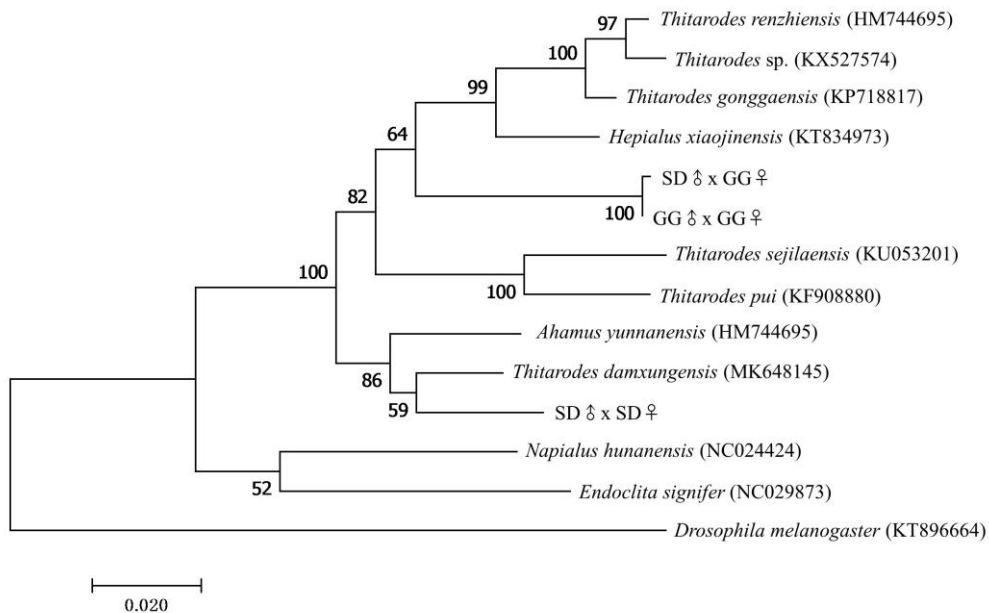 97
Thitarodes renzhiensis (HM744695)
100
Thitarodes sp. (KX527574)
99
Thitarodes gonggaensis (KP718817)
64
Hepialus xiaojinensis (KT834973)
SD♂ x GG♀
82
100
GG♂ x GG♀
Thitarodes sejilaensis (KU053201)
100
100
Thitarodes pui (KF908880)
Ahamus yunnanensis (HM744695)
86
Thitarodes damxungensis (MK648145)
59
SD♂ x SD♀
Napialus hunanensis (NC024424)
52
Endoclita signifer (NC029873)
Drosophila melanogaster (KT896664)
0.020